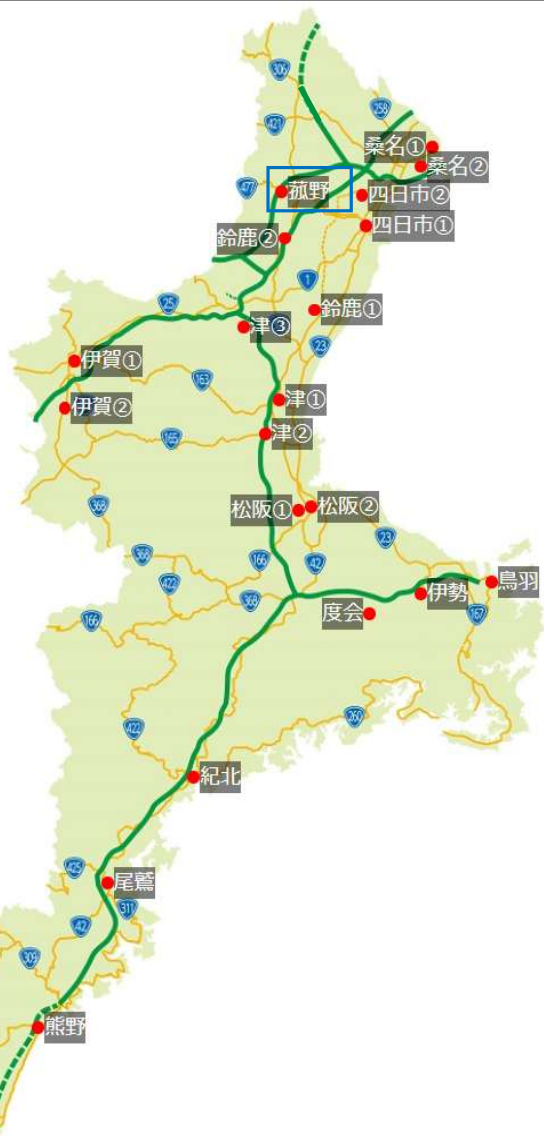 306
258
421
桑名①
桑名②
477
菰野
四日市②
四日市①
鈴鹿②
1
25
鈴鹿①
津③
23
伊賀①
163
津①
伊賀②
165
津②
368
松阪①
松阪②
23
368
166
42
422
368
鳥羽
伊勢
度会
167
166
260
422
紀北
425
尾鷲
311
42
309
熊野